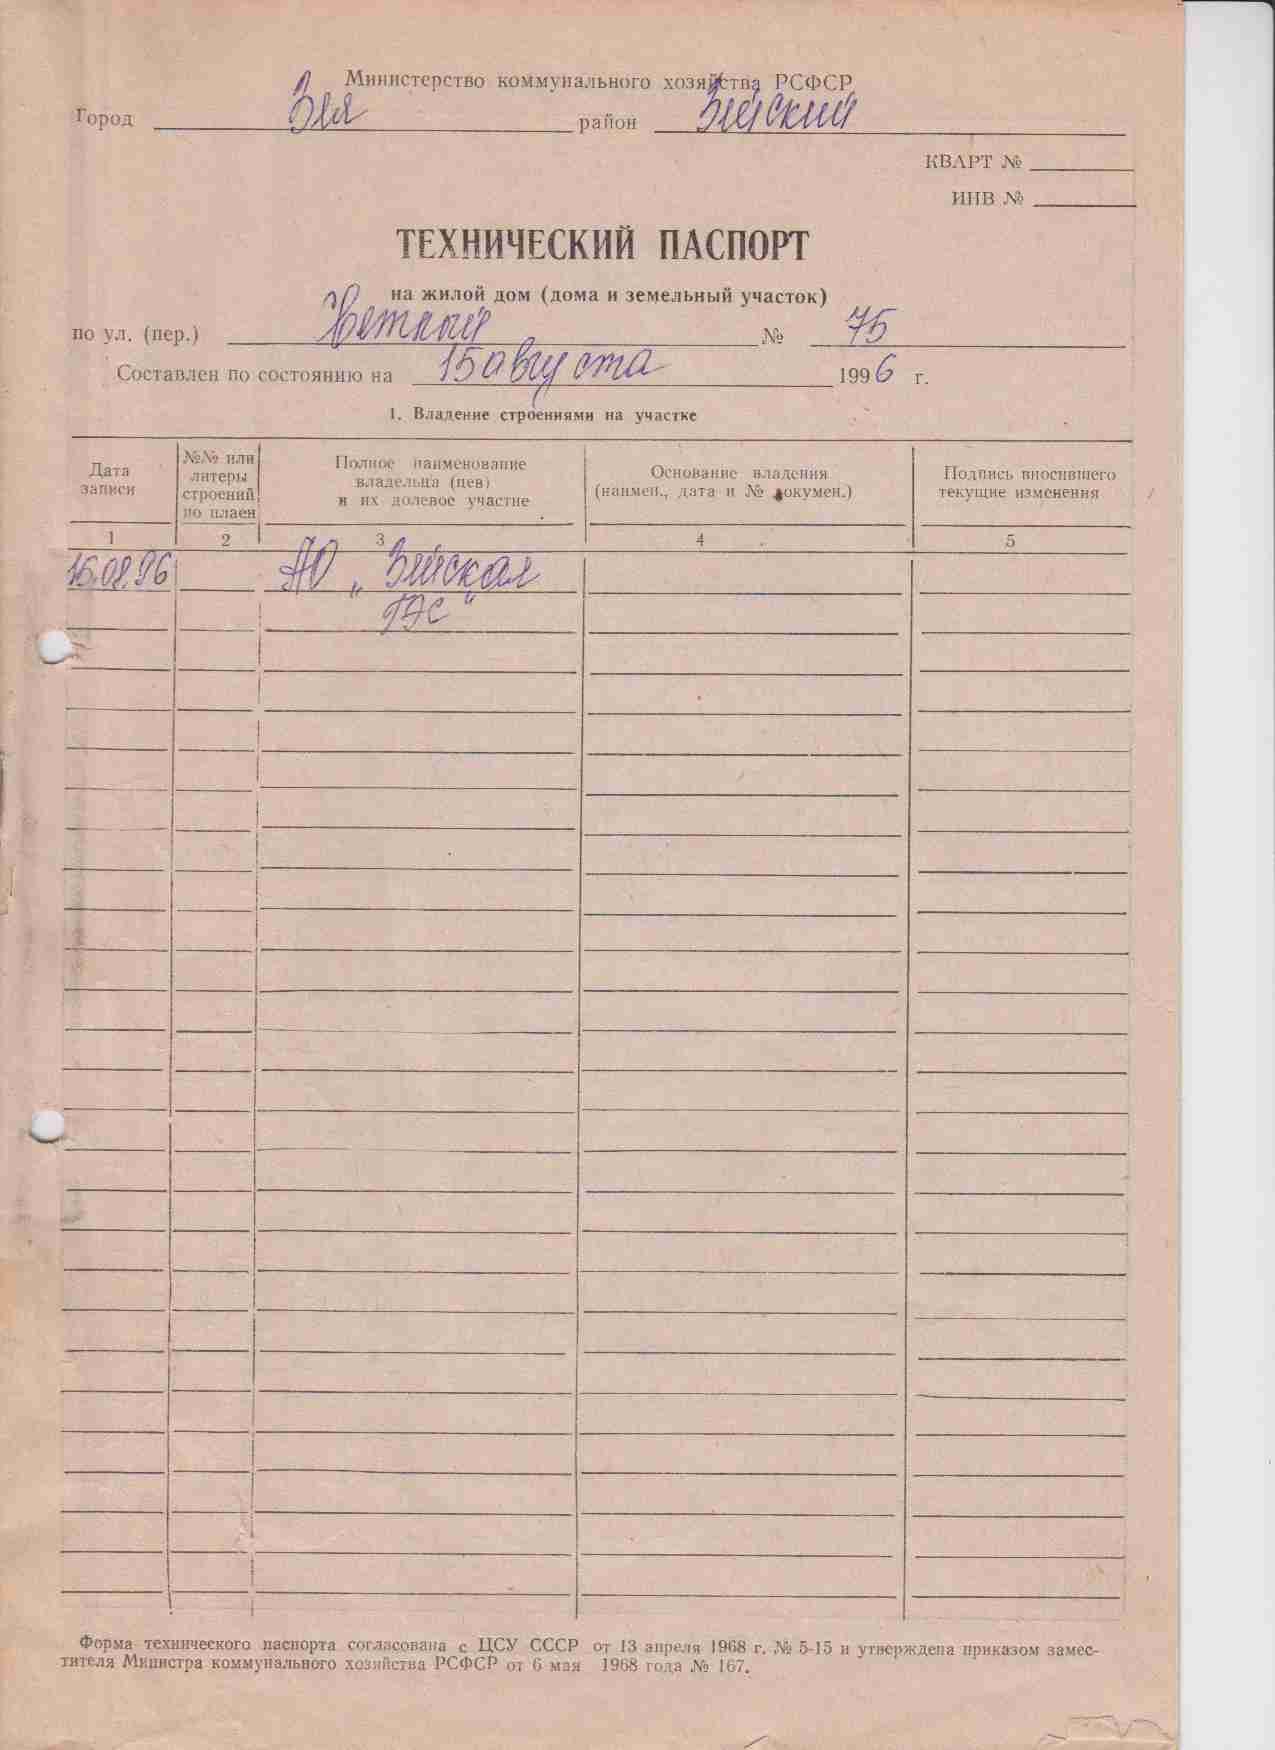 Министерство коммунального хозяйства РСФСР
Город Зея район Зейский
КВАРТ №
ИНВ №
ТЕХНИЧЕСКИЙ ПАСПОРТ
на жилой дом (дома и земельный участок)
по ул. (пер.) № 75
Составлен по состоянию на 15 августа 1996 г.
1. Владение строениями на участке
Дата записи
№№ или литеры строений по плаен
Полное наименование владельца (цев) и их долевое участие
Основание владения (наимен., дата и № докумен.)
Подпись вносившего текущие изменения
1 2 3 4 5
15.08.96 АО „Зейская
ГЭС"
Форма технического паспорта согласована с ЦСУ СССР от 13 апреля 1968 г. № 5-15 и утверждена приказом замес-
тителя Министра коммунального хозяйства РСФСР от 6 мая 1968 года № 167.